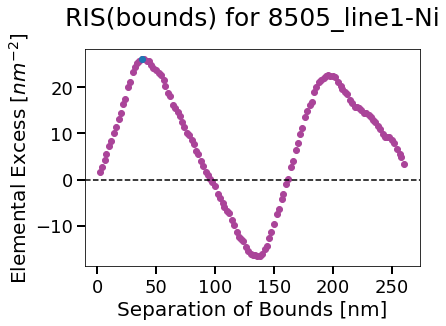 RIS(bounds) for 8505_line1-Ni
Elemental Excess [nm⁻²]
20
10
0
−10
0 50 100 150 200 250
Separation of Bounds [nm]